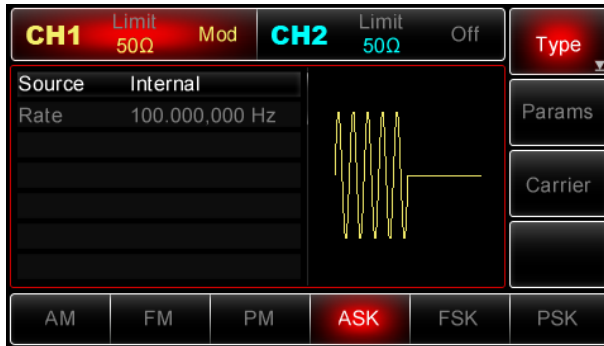 CH1 Limit 50Ω Mod CH2 Limit 50Ω Off
Type
Source Internal
Rate 100.000,000 Hz
Params
Carrier
AM FM PM ASK FSK PSK